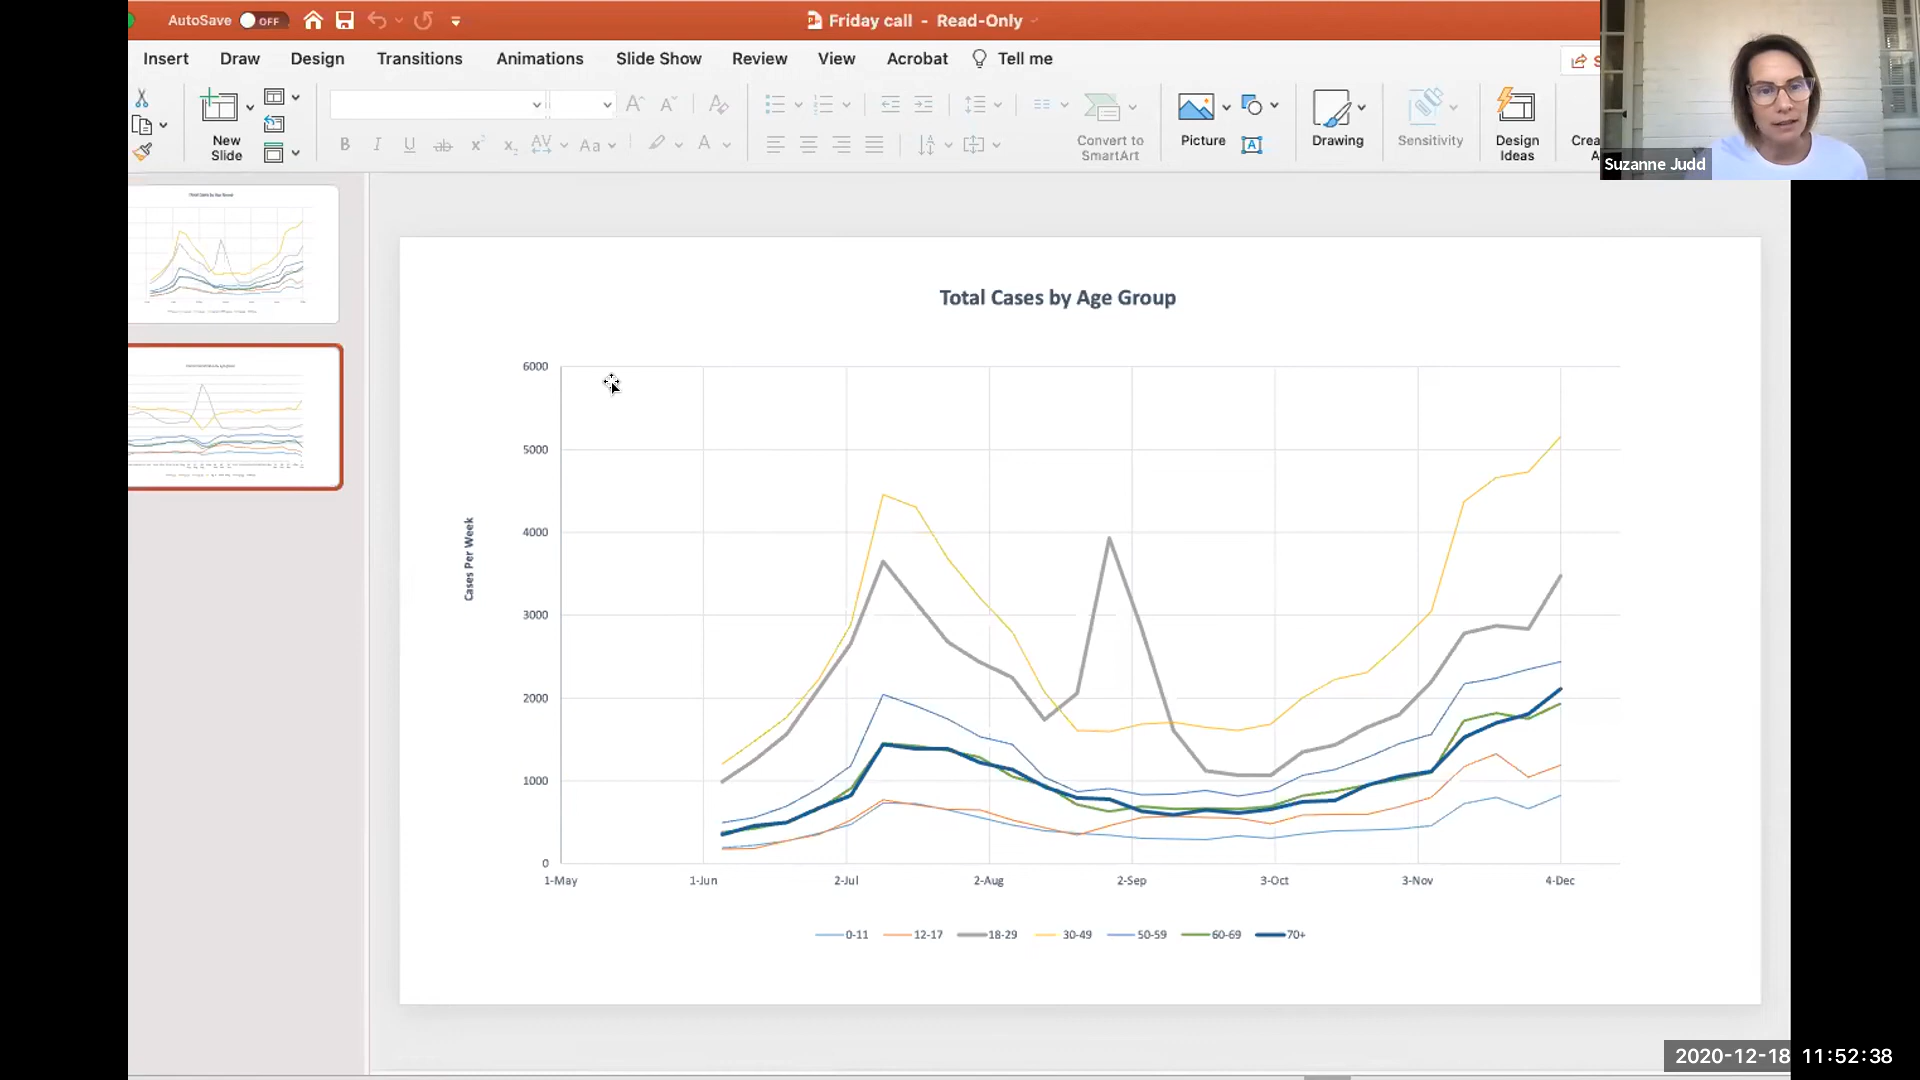 AutoSave OFF
Friday call - Read-Only
Insert Draw Design Transitions Animations Slide Show Review View Acrobat Tell me
New Slide
Convert to SmartArt
Picture
Drawing
Sensitivity
Design Ideas
Suzanne Judd
Total Cases by Age Group
Cases Per Week
6000
5000
4000
3000
2000
1000
0
1-May 1-Jun 2-Jul 2-Aug 2-Sep 3-Oct 3-Nov 4-Dec
0-11 12-17 18-29 30-49 50-59 60-69 70+
2020-12-18 11:52:38